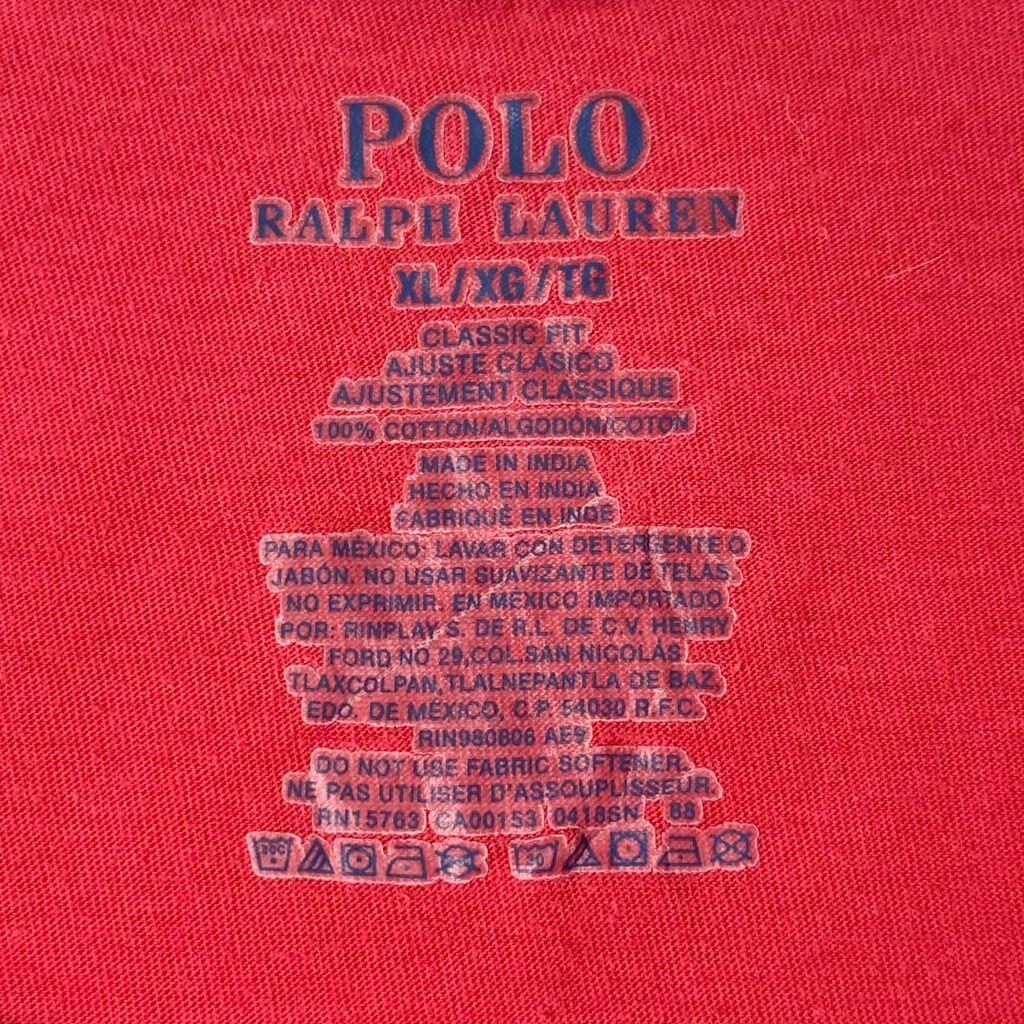 POLO
RALPH LAUREN
XL/XG/TG
CLASSIC FIT
AJUSTE CLÁSICO
AJUSTEMENT CLASSIQUE
100% COTTON/ALGODÓN/COTON
MADE IN INDIA
HECHO EN INDIA
FABRIQUÉ EN INDE
PARA MÉXICO: LAVAR CON DETERGENTE O
JABÓN. NO USAR SUAVIZANTE DE TELAS.
NO EXPRIMIR. EN MÉXICO IMPORTADO
POR: RINPLAY S. DE R.L. DE C.V. HENRY
FORD NO 29,COL.SAN NICOLÁS
TLAXCOLPAN,TLALNEPANTLA DE BAZ,
EDO. DE MÉXICO, C.P. 54030 R.F.C.
RIN980806 AE9
DO NOT USE FABRIC SOFTENER.
NE PAS UTILISER D'ASSOUPLISSEUR.
RN15763 CA00153 0418SN 88
30C 30